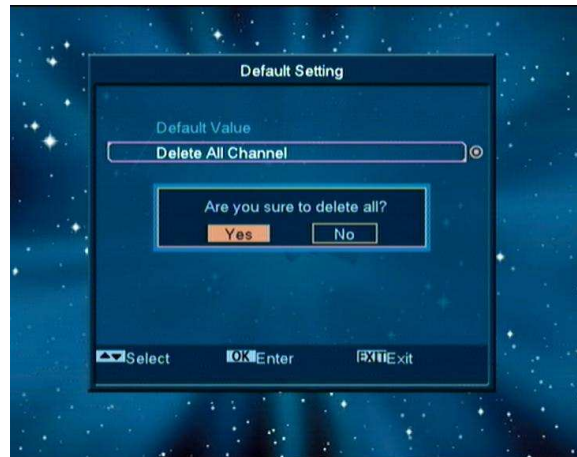 Default Setting
Default Value
Delete All Channel
Are you sure to delete all?
Yes No
Select OK Enter EXIT Exit